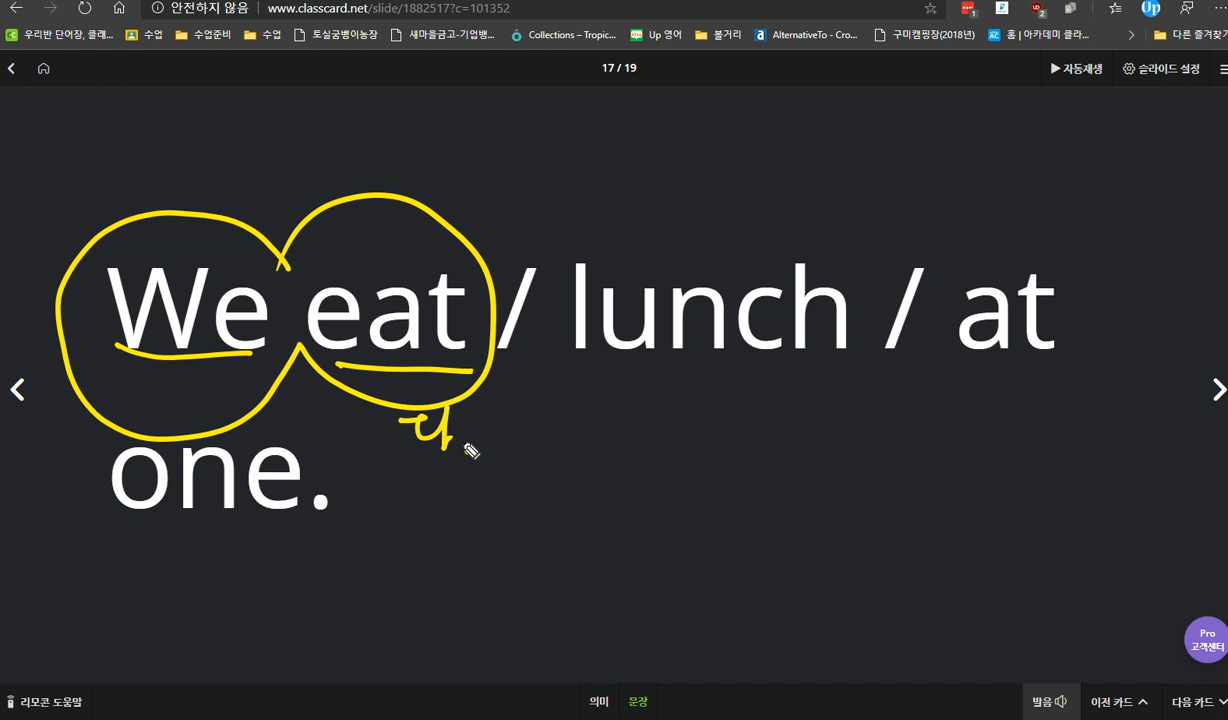 안전하지 않음 | www.classcard.net/slide/1882517?c=101352
우리반 단어장, 클래... 수업 수업준비 수업 토실굼벵이농장 새마을금고-기업뱅... Collections – Tropic... Up 영어 볼거리 AlternativeTo - Cro... 구미캠핑장(2018년) 홈 | 아카데미 클라... 다른 즐겨찾기
17 / 19 자동재생 슬라이드 설정
We eat / lunch / at
one.
Pro
고객센터
리모콘 도움말 의미 문장 발음 이전 카드 다음 카드